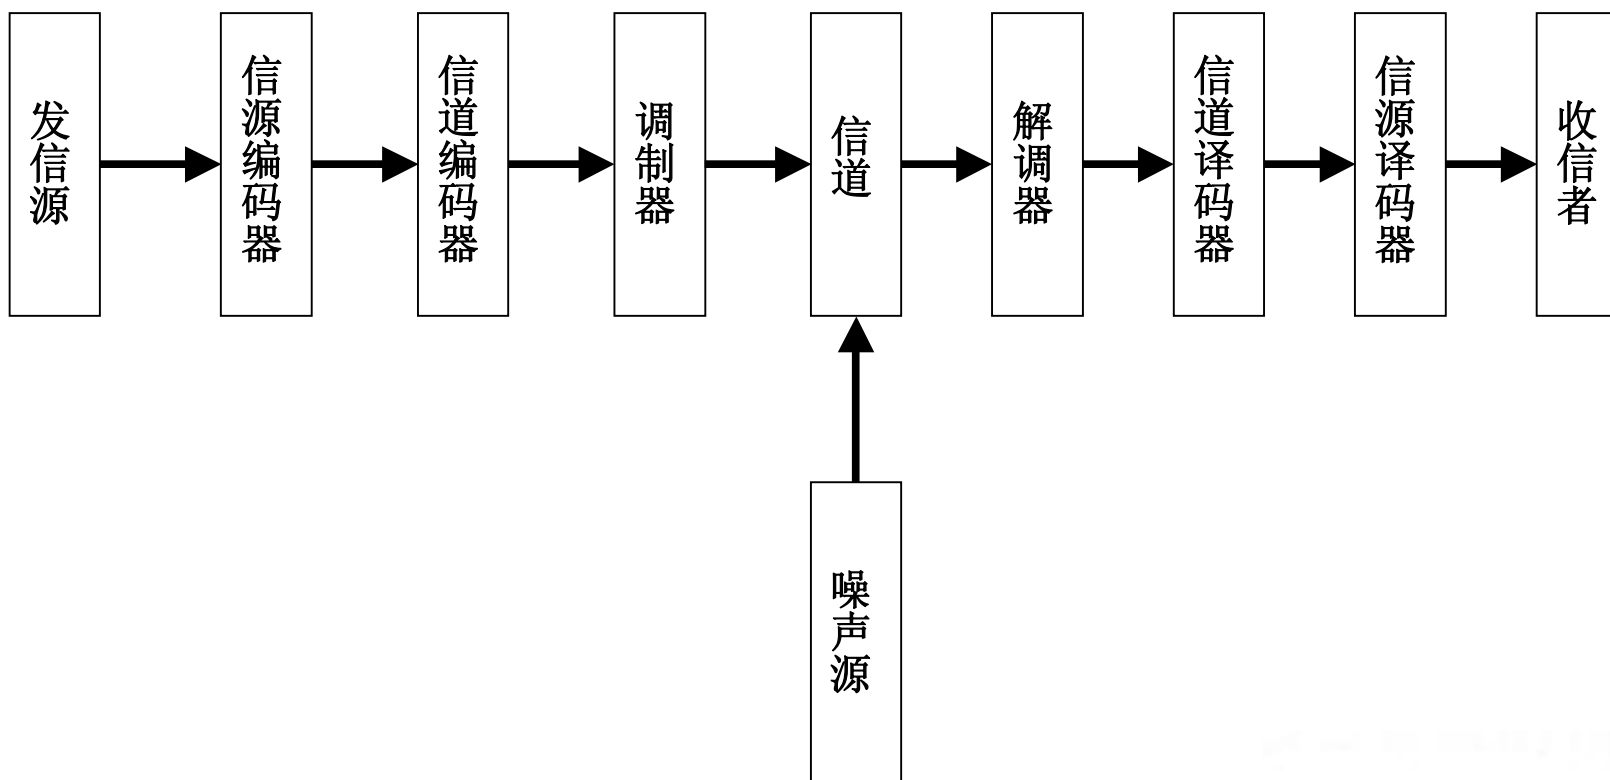 发信源
信源编码器
信道编码器
调制器
信道
解调器
信道译码器
信源译码器
收信者
噪声源